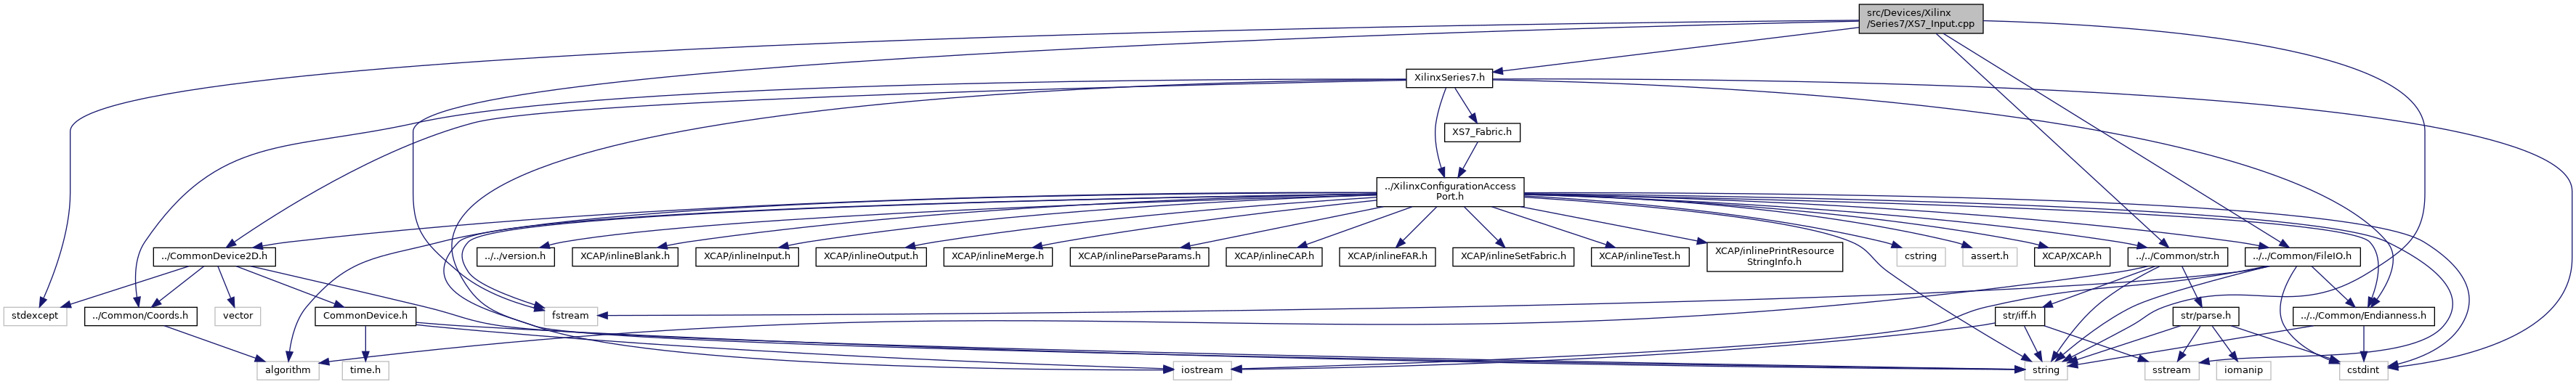 src/Devices/Xilinx
/Series7/XS7_Input.cpp
XilinxSeries7.h
XS7_Fabric.h
../XilinxConfigurationAccess
Port.h
../CommonDevice2D.h
../../version.h
XCAP/inlineBlank.h
XCAP/inlineInput.h
XCAP/inlineOutput.h
XCAP/inlineMerge.h
XCAP/inlineParseParams.h
XCAP/inlineCAP.h
XCAP/inlineFAR.h
XCAP/inlineSetFabric.h
XCAP/inlineTest.h
XCAP/inlinePrintResource
StringInfo.h
cstring
assert.h
XCAP/XCAP.h
../../Common/str.h
../../Common/FileIO.h
stdexcept
../Common/Coords.h
vector
CommonDevice.h
fstream
str/iff.h
str/parse.h
../../Common/Endianness.h
algorithm
time.h
iostream
string
sstream
iomanip
cstdint